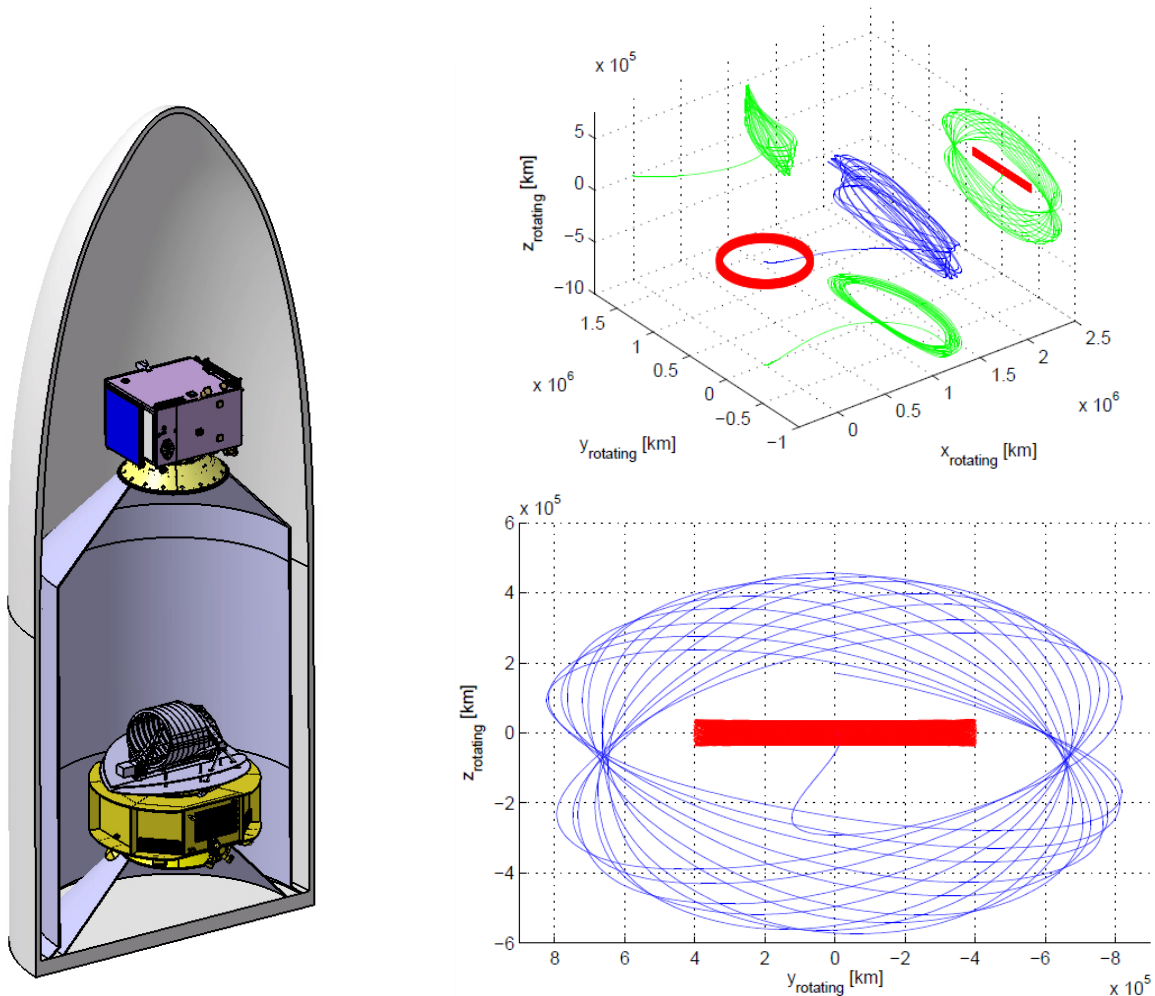 x 10^5
5
0
−5
−10
z_rotating [km]
1.5
1
0.5
0
−0.5
−1
x 10^6
y_rotating [km]
0
0.5
1
1.5
2
2.5
x 10^6
x_rotating [km]
x 10^5
6
4
2
0
−2
−4
−6
z_rotating [km]
8 6 4 2 0 −2 −4 −6 −8
y_rotating [km]
x 10^5